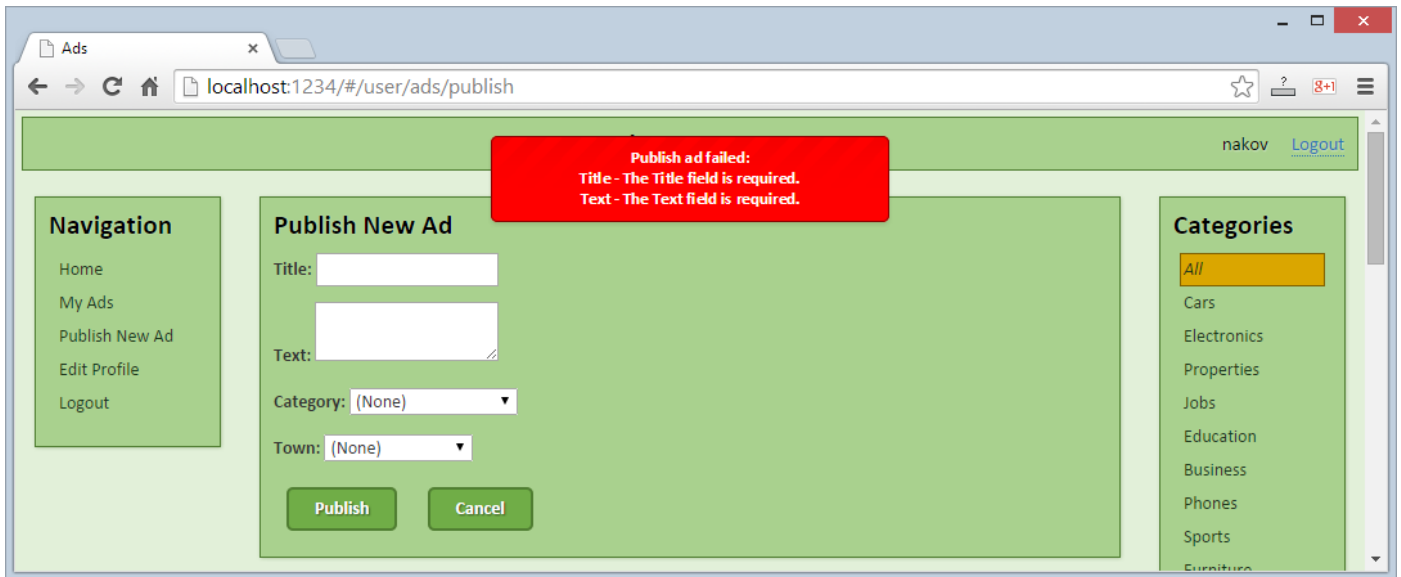 Ads
localhost:1234/#/user/ads/publish
?
g+1
nakov Logout
Publish ad failed:
Title - The Title field is required.
Text - The Text field is required.
Navigation
Home
My Ads
Publish New Ad
Edit Profile
Logout
Publish New Ad
Title:
Text:
Category: (None)
Town: (None)
Publish Cancel
Categories
All
Cars
Electronics
Properties
Jobs
Education
Business
Phones
Sports
Furniture